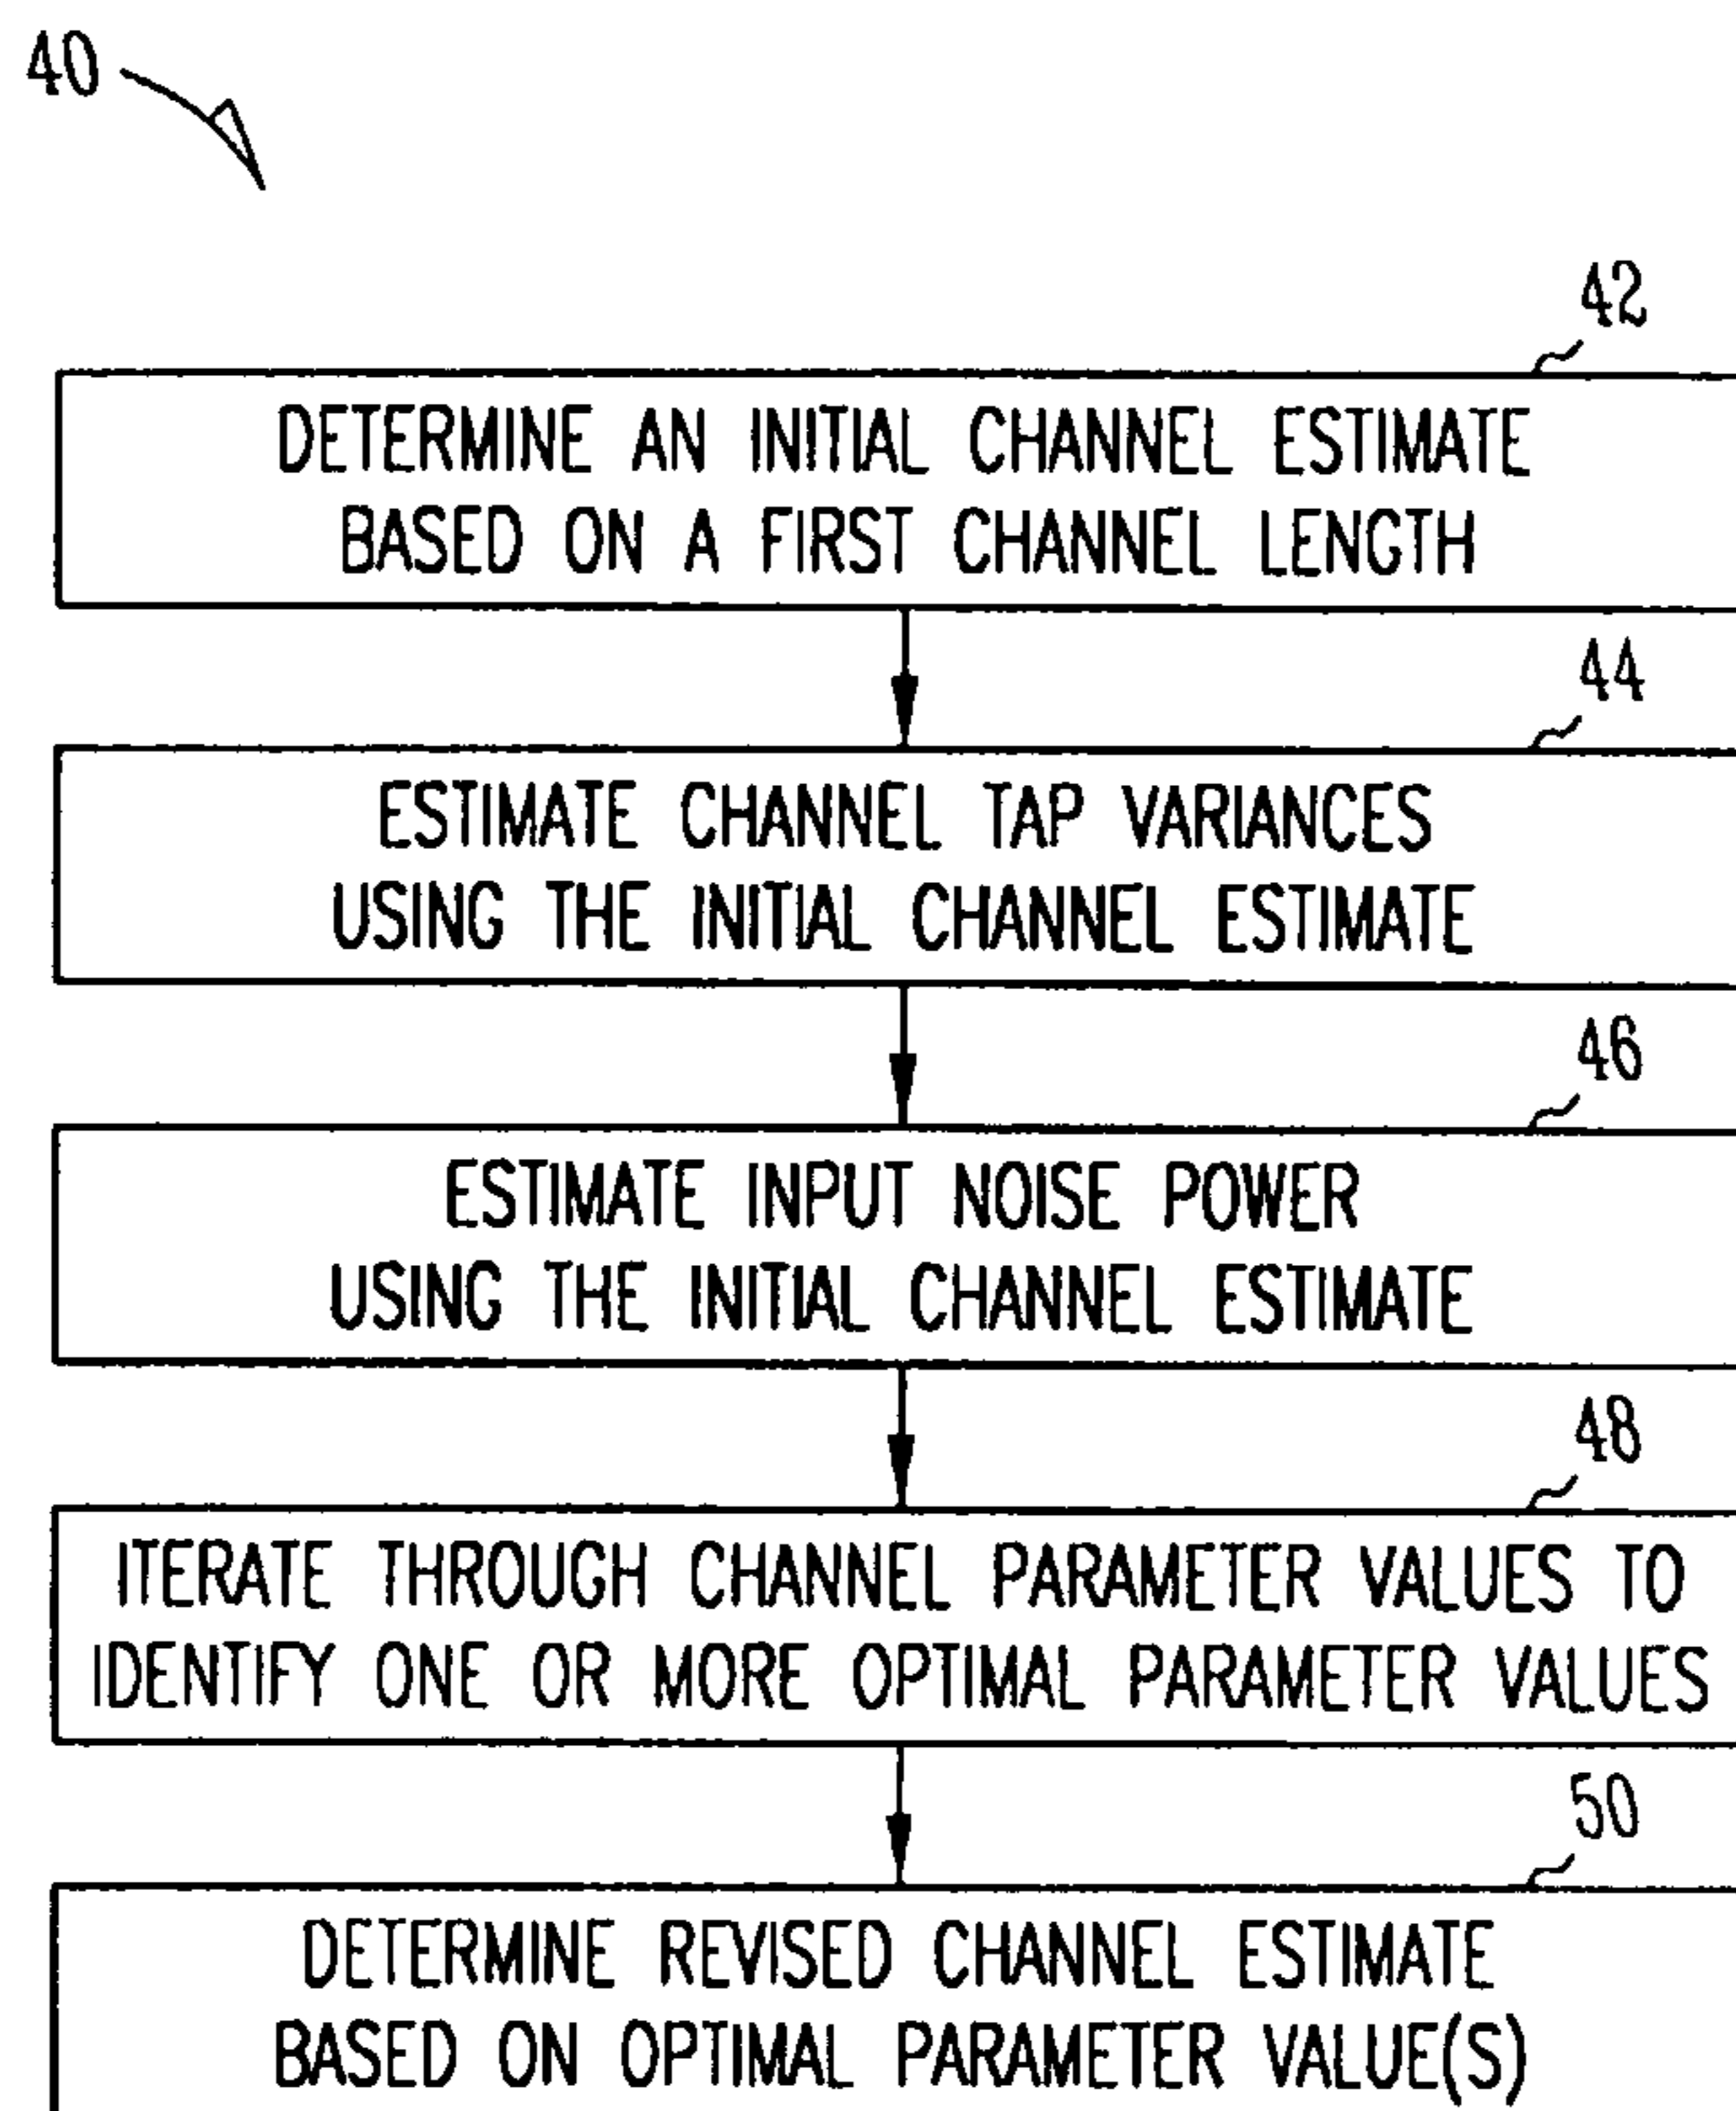 40
42
DETERMINE AN INITIAL CHANNEL ESTIMATE
BASED ON A FIRST CHANNEL LENGTH
44
ESTIMATE CHANNEL TAP VARIANCES
USING THE INITIAL CHANNEL ESTIMATE
46
ESTIMATE INPUT NOISE POWER
USING THE INITIAL CHANNEL ESTIMATE
48
ITERATE THROUGH CHANNEL PARAMETER VALUES TO
IDENTIFY ONE OR MORE OPTIMAL PARAMETER VALUES
50
DETERMINE REVISED CHANNEL ESTIMATE
BASED ON OPTIMAL PARAMETER VALUE(S)